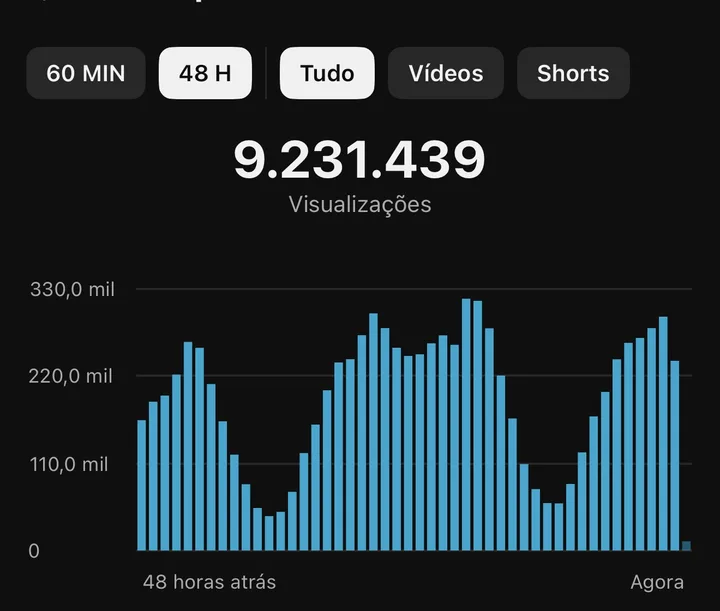 60 MIN 48 H Tudo Vídeos Shorts
9.231.439
Visualizações
330,0 mil
220,0 mil
110,0 mil
0
48 horas atrás Agora